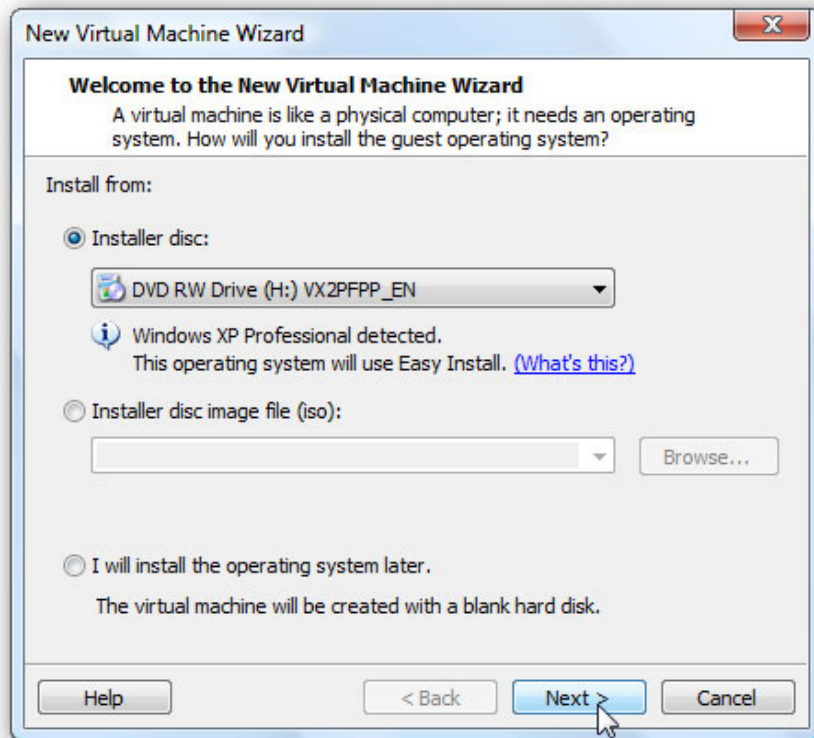 New Virtual Machine Wizard
Welcome to the New Virtual Machine Wizard
A virtual machine is like a physical computer; it needs an operating
system. How will you install the guest operating system?
Install from:
Installer disc:
DVD RW Drive (H:) VX2PFPP_EN
Windows XP Professional detected.
This operating system will use Easy Install. (What's this?)
Installer disc image file (iso):
Browse...
I will install the operating system later.
The virtual machine will be created with a blank hard disk.
Help < Back Next > Cancel